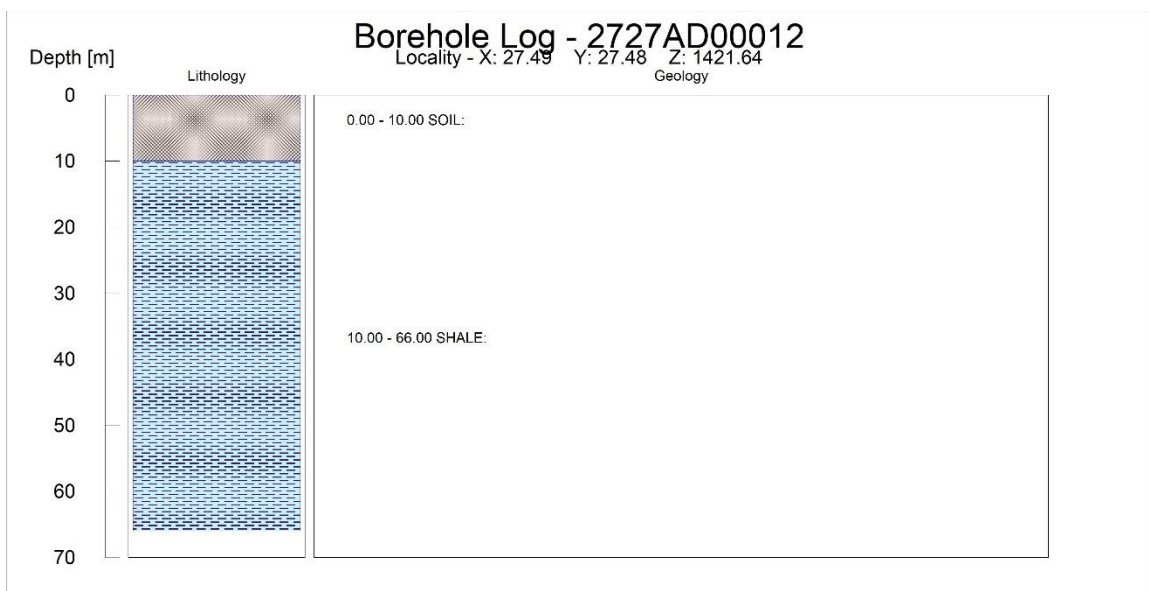 Borehole Log - 2727AD00012
Depth [m]
Locality - X: 27.49 Y: 27.48 Z: 1421.64
Lithology
Geology
0
0.00 - 10.00 SOIL:
10
20
30
10.00 - 66.00 SHALE:
40
50
60
70